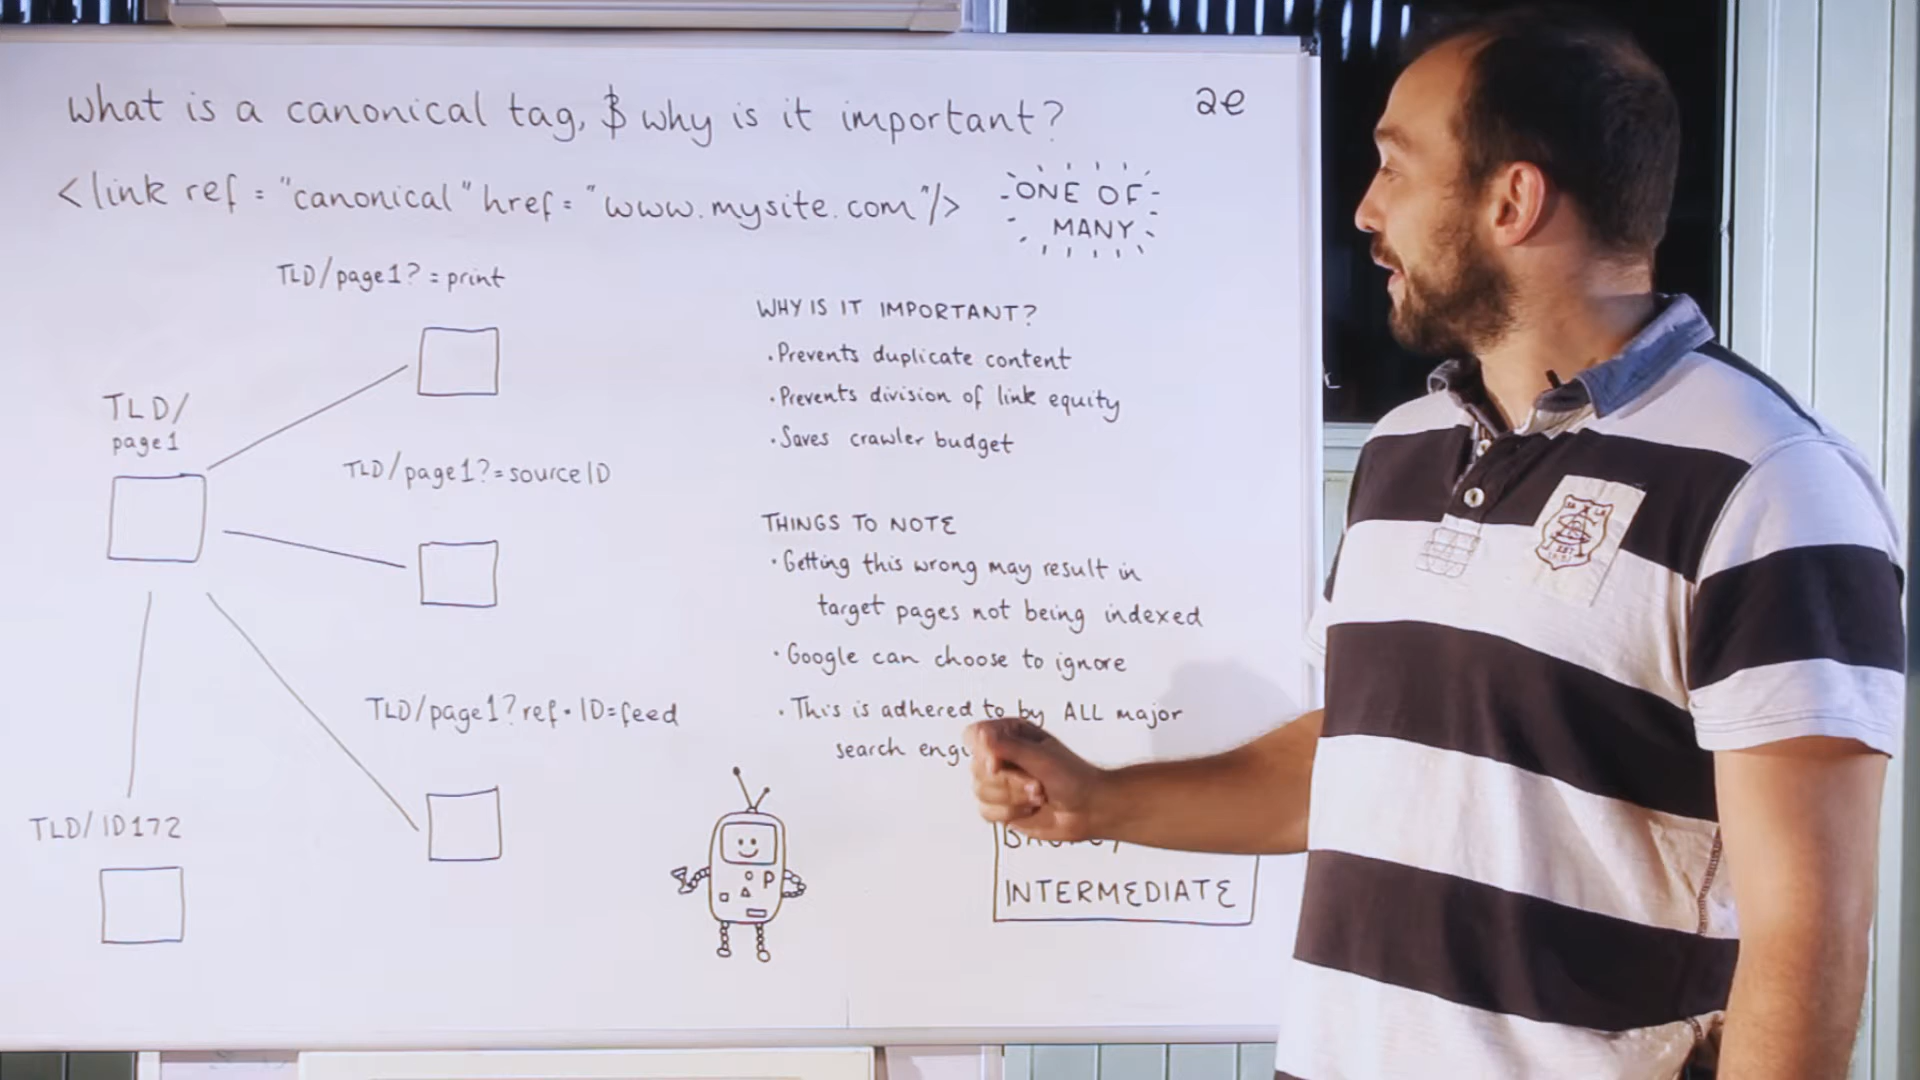 what is a canonical tag, & why is it important?
2e
<link ref = "canonical" href = "www.mysite.com"/>
ONE OF
MANY
TLD/page1? = print
TLD/
page1
TLD/page1?=sourceID
TLD/page1?ref·ID=feed
TLD/ID172
WHY IS IT IMPORTANT?
·Prevents duplicate content
·Prevents division of link equity
·Saves crawler budget
THINGS TO NOTE
·Getting this wrong may result in
target pages not being indexed
·Google can choose to ignore
·This is adhered to by ALL major
search
P
INTERMEDIATE